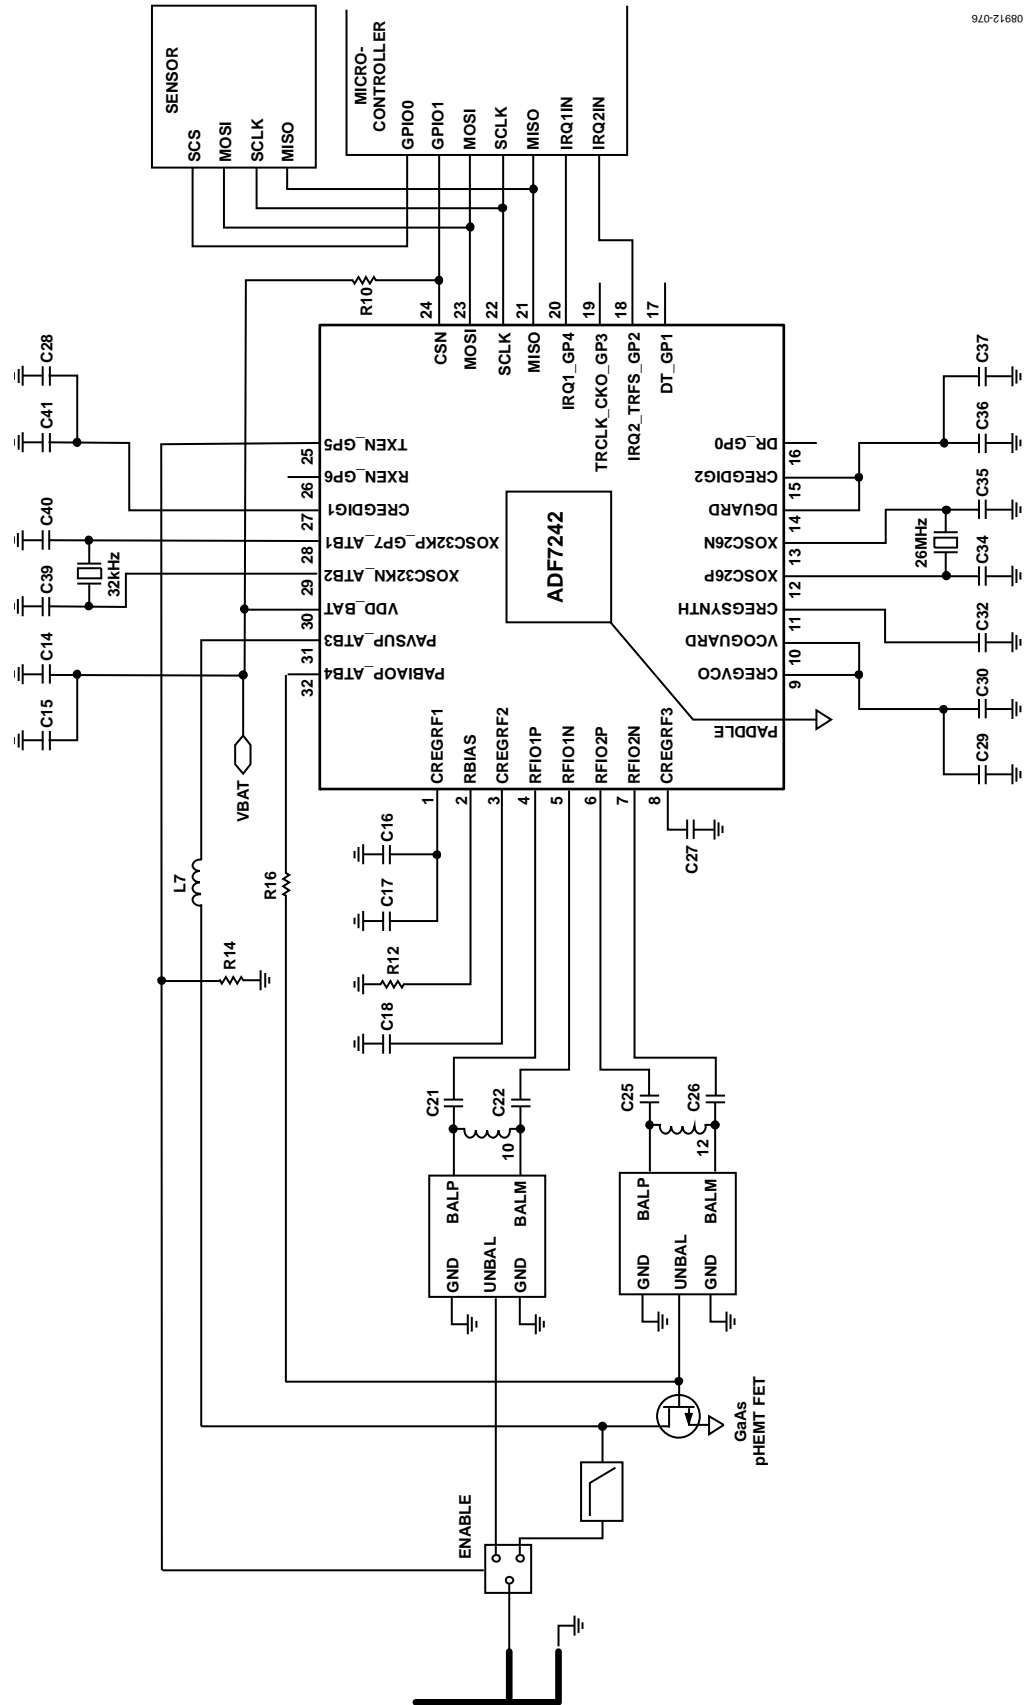 08912-076
SENSOR
SCS
MOSI
SCLK
MISO
MICRO-
CONTROLLER
GPIO0
GPIO1
MOSI
SCLK
MISO
IRQ1IN
IRQ2IN
R10
24
23
22
21
20
19
18
17
CSN
MOSI
SCLK
MISO
IRQ1_GP4
TRCLK_CKO_GP3
IRQ2_TRFS_GP2
DT_GP1
C28
C41
C40
32kHz
C39
C14
C15
VBAT
25
26
27
28
29
30
31
32
TXEN_GP5
RXEN_GP6
CREGDIG1
XOSC32KP_GP7_ATB1
XOSC32KN_ATB2
VDD_BAT
PAVSUP_ATB3
PABIAOP_ATB4
ADF7242
DR_GP0
CREGDIG2
DGUARD
XOSC26N
XOSC26P
CREGSYNTH
VCOGUARD
CREGVCO
PADDLE
16
15
14
13
12
11
10
9
C37
C36
C35
26MHz
C34
C32
C30
C29
CREGRF1
RBIAS
CREGRF2
RFIO1P
RFIO1N
RFIO2P
RFIO2N
CREGRF3
1
2
3
4
5
6
7
8
C27
C16
C17
R12
C18
L7
R16
R14
C21
C22
10
C25
C26
12
BALP
BALM
GND
UNBAL
GND
BALP
BALM
GND
UNBAL
GND
GaAs
pHEMT FET
ENABLE